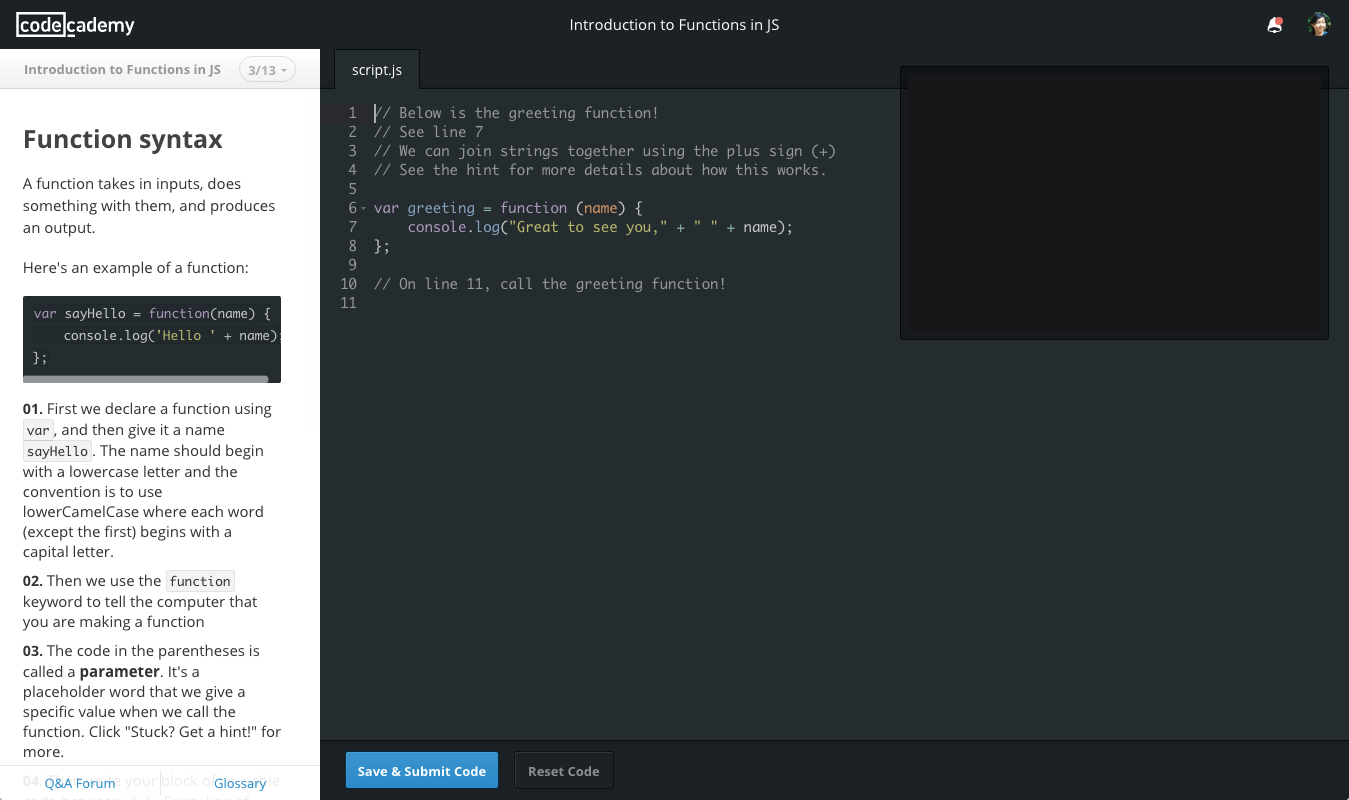 codecademy
Introduction to Functions in JS
Introduction to Functions in JS 3/13
Function syntax
A function takes in inputs, does
something with them, and produces
an output.
Here's an example of a function:
var sayHello = function(name) {
console.log('Hello ' + name);
};
01. First we declare a function using
var, and then give it a name
sayHello. The name should begin
with a lowercase letter and the
convention is to use
lowerCamelCase where each word
(except the first) begins with a
capital letter.
02. Then we use the function
keyword to tell the computer that
you are making a function
03. The code in the parentheses is
called a parameter. It's a
placeholder word that we give a
specific value when we call the
function. Click "Stuck? Get a hint!" for
more.
04. your block of
Q&A Forum
Glossary
script.js
1 // Below is the greeting function!
2 // See line 7
3 // We can join strings together using the plus sign (+)
4 // See the hint for more details about how this works.
5
6 var greeting = function (name) {
7 console.log("Great to see you," + " " + name);
8 };
9
10 // On line 11, call the greeting function!
11
Save & Submit Code
Reset Code